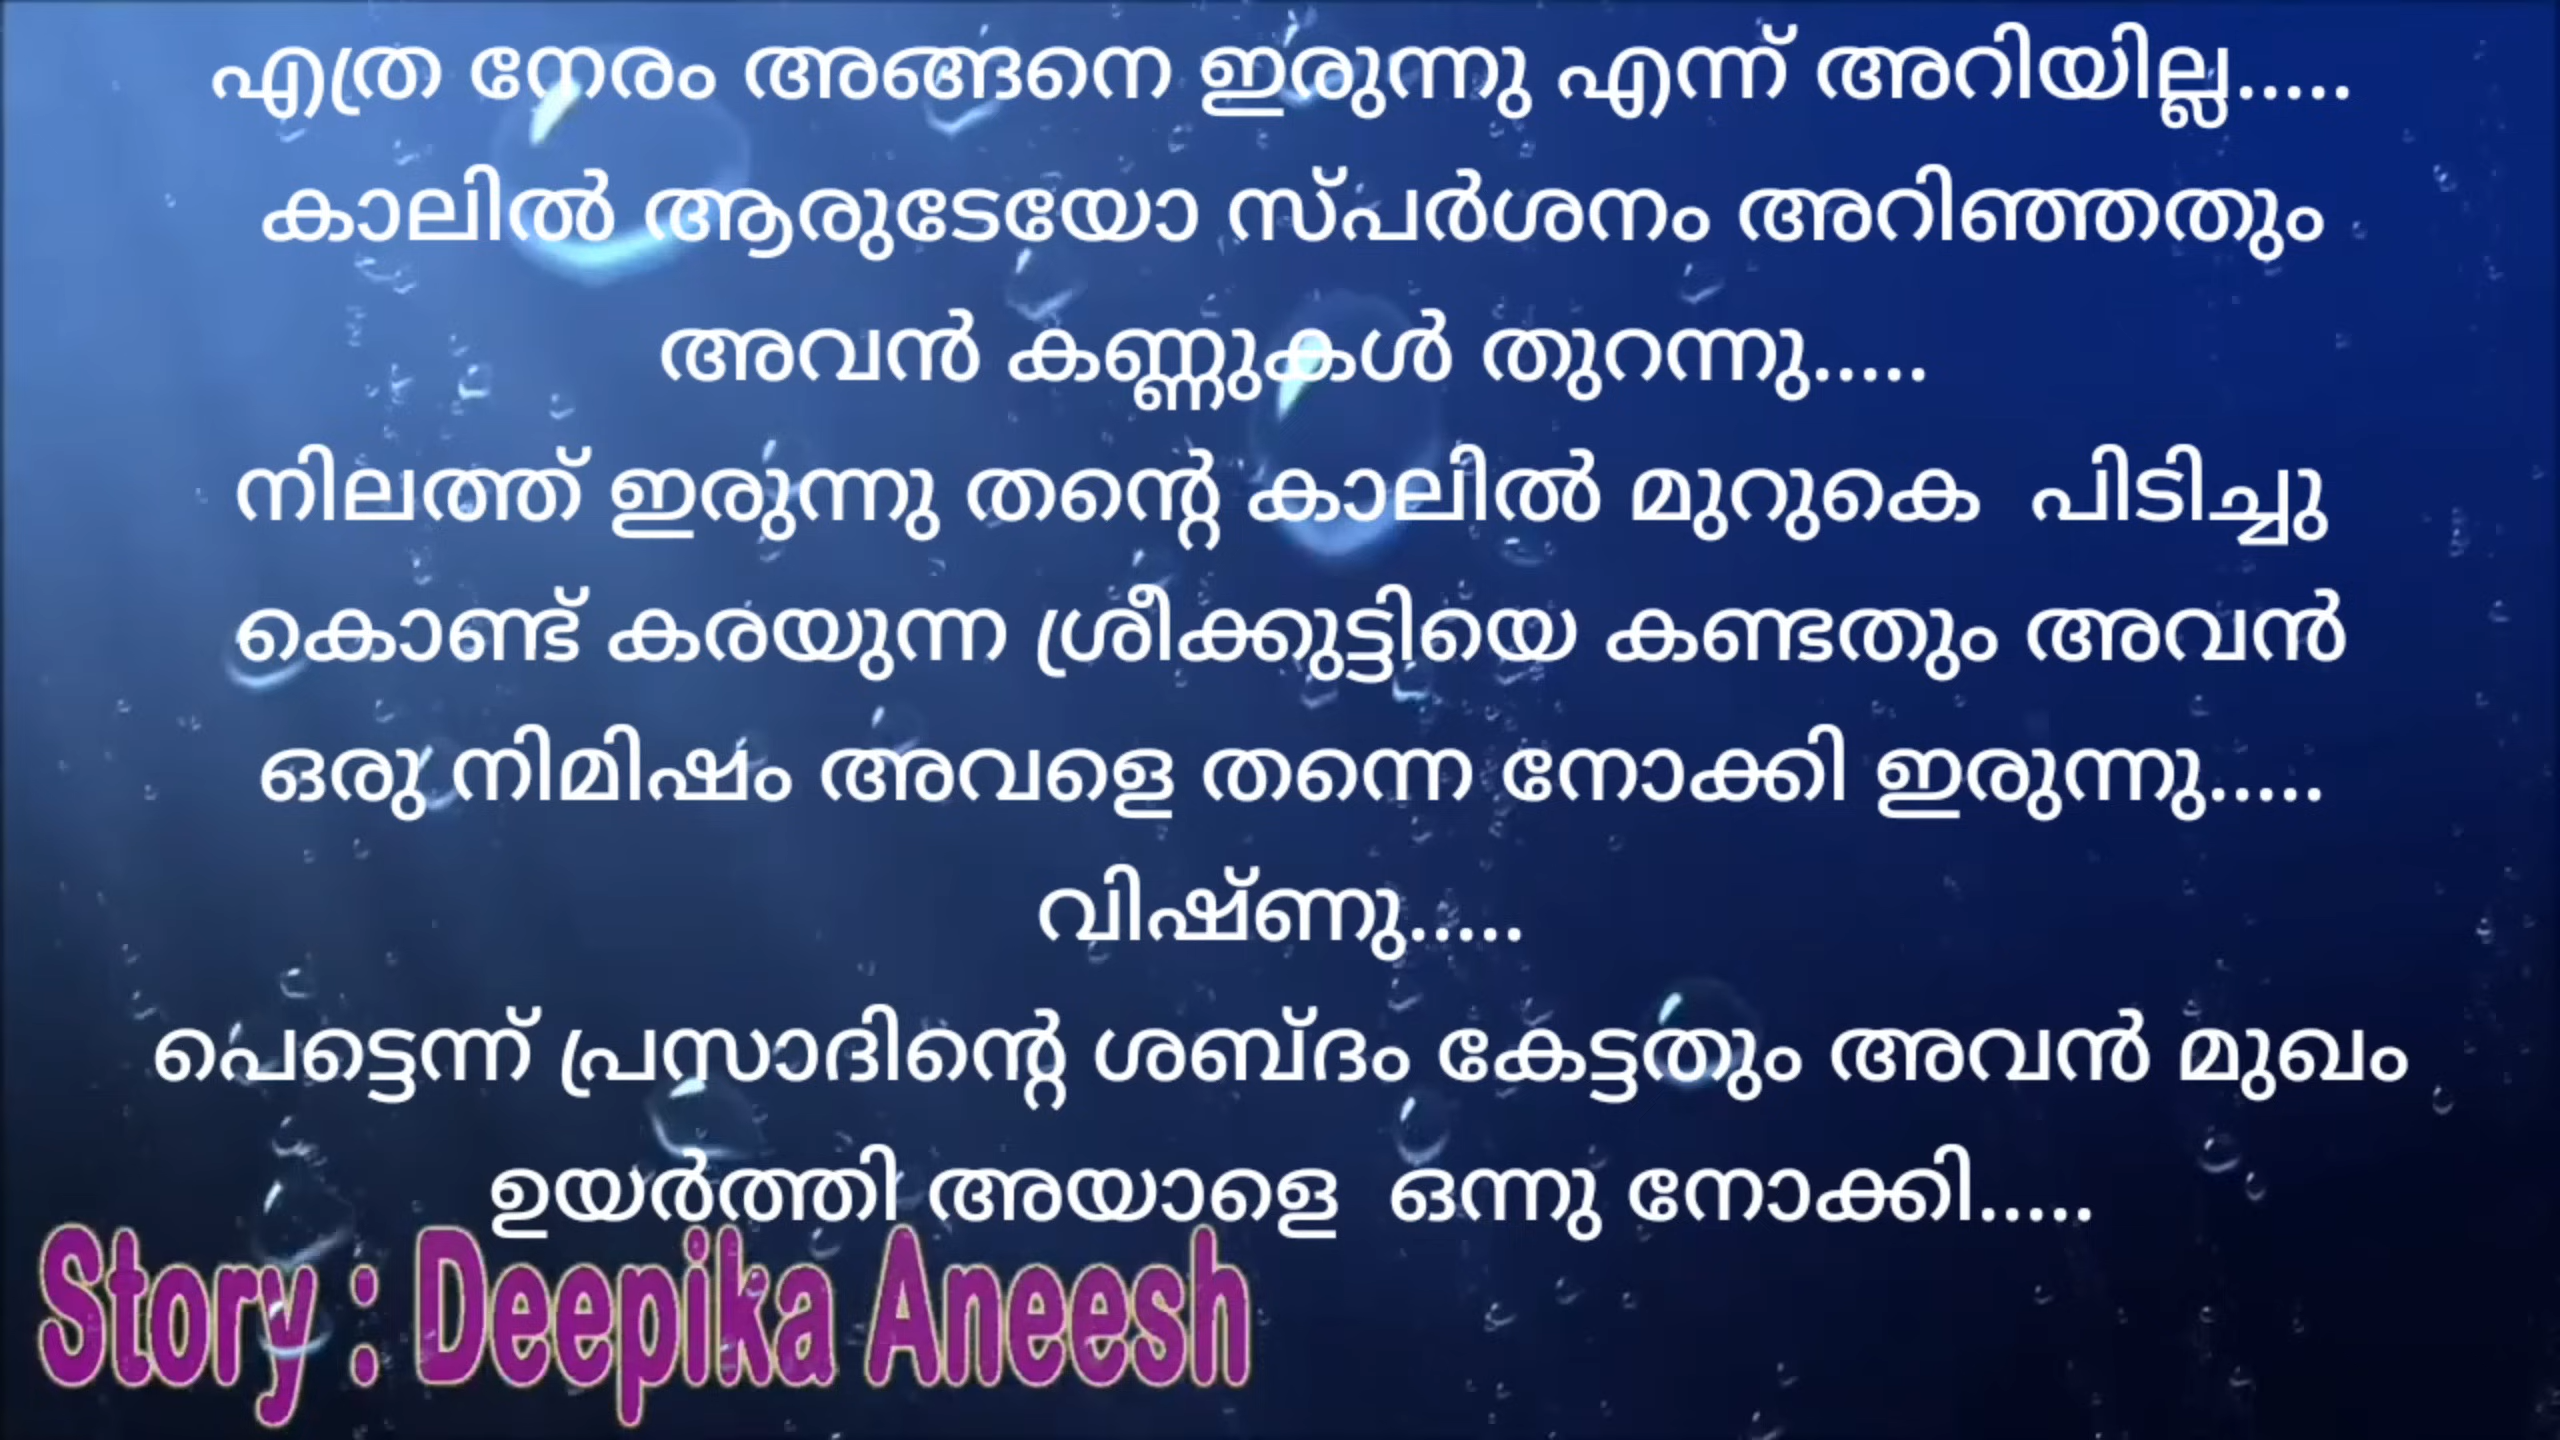 എത്ര നേരം അങ്ങനെ ഇരുന്നു എന്ന് അറിയില്ല.....
കാലിൽ ആരുടേയോ സ്പർശനം അറിഞ്ഞതും
അവൻ കണ്ണുകൾ തുറന്നു.....
നിലത്ത് ഇരുന്നു തന്റെ കാലിൽ മുറുകെ  പിടിച്ചു
കൊണ്ട് കരയുന്ന ശ്രീക്കുട്ടിയെ കണ്ടതും അവൻ
ഒരു നിമിഷം അവളെ തന്നെ നോക്കി ഇരുന്നു.....
വിഷ്ണു.....
പെട്ടെന്ന് പ്രസാദിന്റെ ശബ്ദം കേട്ടതും അവൻ മുഖം
ഉയർത്തി അയാളെ  ഒന്നു നോക്കി.....
Story : Deepika Aneesh